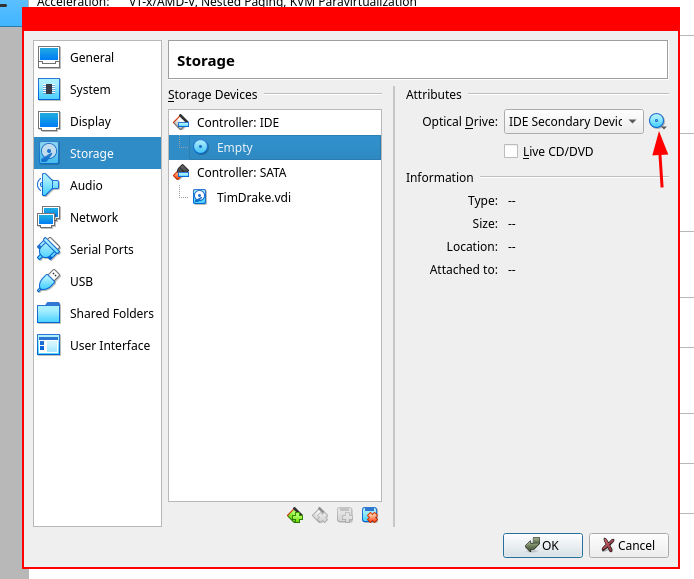 Acceleration: VT-x/AMD-V, Nested Paging, KVM Paravirtualization
General
System
Display
Storage
Audio
Network
Serial Ports
USB
Shared Folders
User Interface
Storage
Storage Devices
Controller: IDE
Empty
Controller: SATA
TimDrake.vdi
Attributes
Optical Drive: IDE Secondary Devic
Live CD/DVD
Information
Type: --
Size: --
Location: --
Attached to: --
OK
Cancel